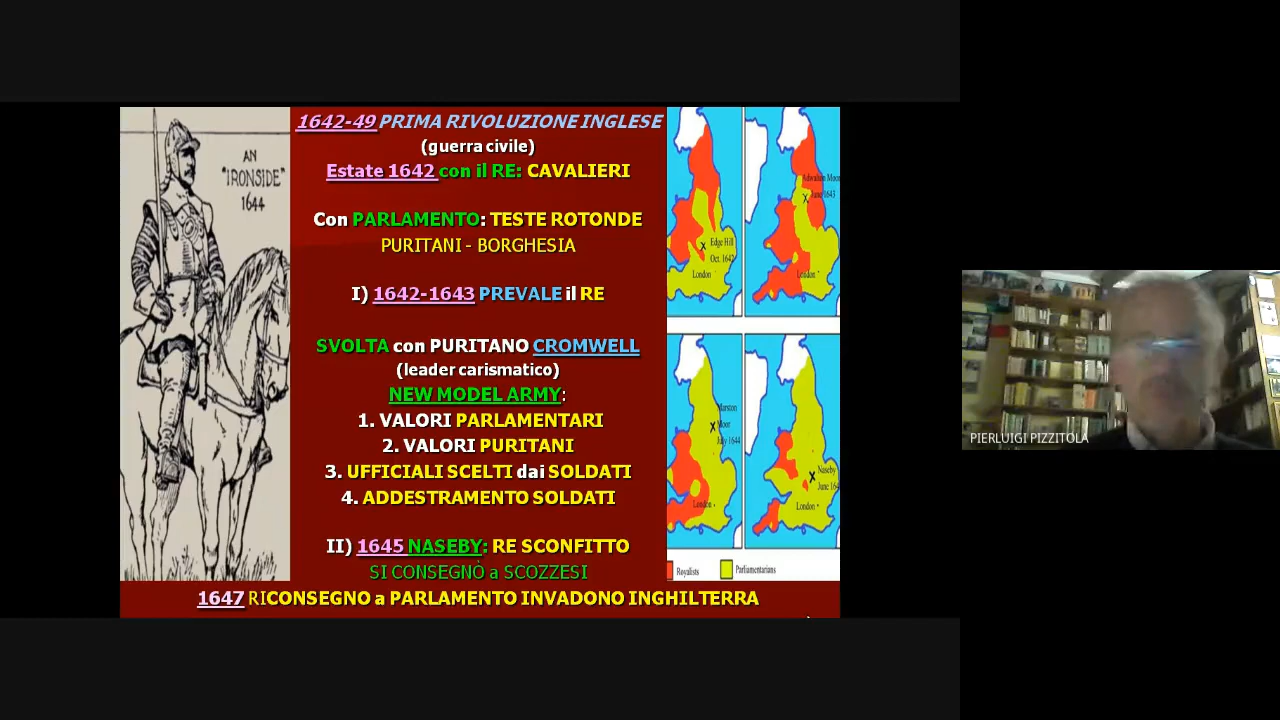 AN
"IRONSIDE"
1644
1642-49 PRIMA RIVOLUZIONE INGLESE
(guerra civile)
Estate 1642 con il RE: CAVALIERI
Con PARLAMENTO: TESTE ROTONDE
PURITANI - BORGHESIA
I) 1642-1643 PREVALE il RE
SVOLTA con PURITANO CROMWELL
(leader carismatico)
NEW MODEL ARMY:
1. VALORI PARLAMENTARI
2. VALORI PURITANI
3. UFFICIALI SCELTI dai SOLDATI
4. ADDESTRAMENTO SOLDATI
II) 1645 NASEBY: RE SCONFITTO
SI CONSEGNÒ a SCOZZESI
1647 RICONSEGNO a PARLAMENTO INVADONO INGHILTERRA
Edge Hill
Oct. 1642
London
Moor
June 1643
London
Marston
Moor
July 1644
London
Naseby
June 164
London
Royalists
Parliamentarians
PIERLUIGI PIZZITOLA